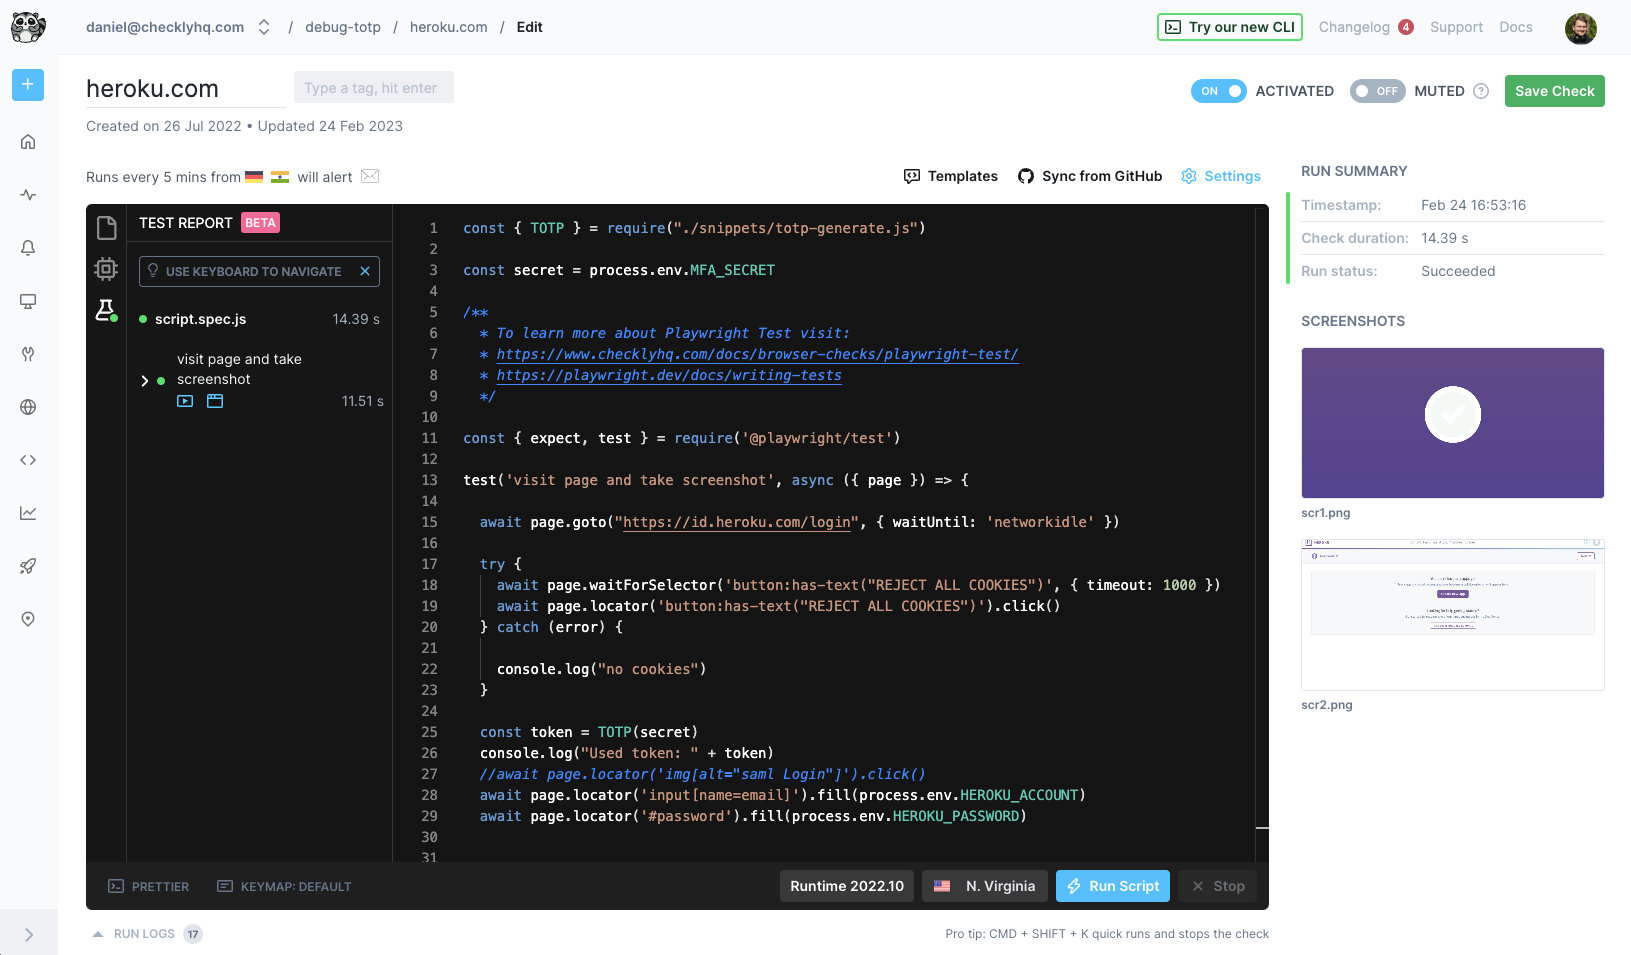 daniel@checklyhq.com / debug-totp / heroku.com / Edit
Try our new CLI
Changelog 4
Support
Docs
heroku.com
Type a tag, hit enter
ON ACTIVATED
OFF MUTED ?
Save Check
Created on 26 Jul 2022 • Updated 24 Feb 2023
Runs every 5 mins from will alert
Templates
Sync from GitHub
Settings
TEST REPORT BETA
USE KEYBOARD TO NAVIGATE
script.spec.js 14.39 s
visit page and take
screenshot
11.51 s
1 const { TOTP } = require("./snippets/totp-generate.js")
2
3 const secret = process.env.MFA_SECRET
4
5 /**
6 * To learn more about Playwright Test visit:
7 * https://www.checklyhq.com/docs/browser-checks/playwright-test/
8 * https://playwright.dev/docs/writing-tests
9 */
10
11 const { expect, test } = require('@playwright/test')
12
13 test('visit page and take screenshot', async ({ page }) => {
14
15 await page.goto("https://id.heroku.com/login", { waitUntil: 'networkidle' })
16
17 try {
18 await page.waitForSelector('button:has-text("REJECT ALL COOKIES")', { timeout: 1000 })
19 await page.locator('button:has-text("REJECT ALL COOKIES")').click()
20 } catch (error) {
21
22 console.log("no cookies")
23 }
24
25 const token = TOTP(secret)
26 console.log("Used token: " + token)
27 //await page.locator('img[alt="saml Login"]').click()
28 await page.locator('input[name=email]').fill(process.env.HEROKU_ACCOUNT)
29 await page.locator('#password').fill(process.env.HEROKU_PASSWORD)
30
31
PRETTIER
KEYMAP: DEFAULT
Runtime 2022.10
N. Virginia
Run Script
Stop
RUN LOGS 17
Pro tip: CMD + SHIFT + K quick runs and stops the check
RUN SUMMARY
Timestamp: Feb 24 16:53:16
Check duration: 14.39 s
Run status: Succeeded
SCREENSHOTS
scr1.png
HEROKU
scr2.png